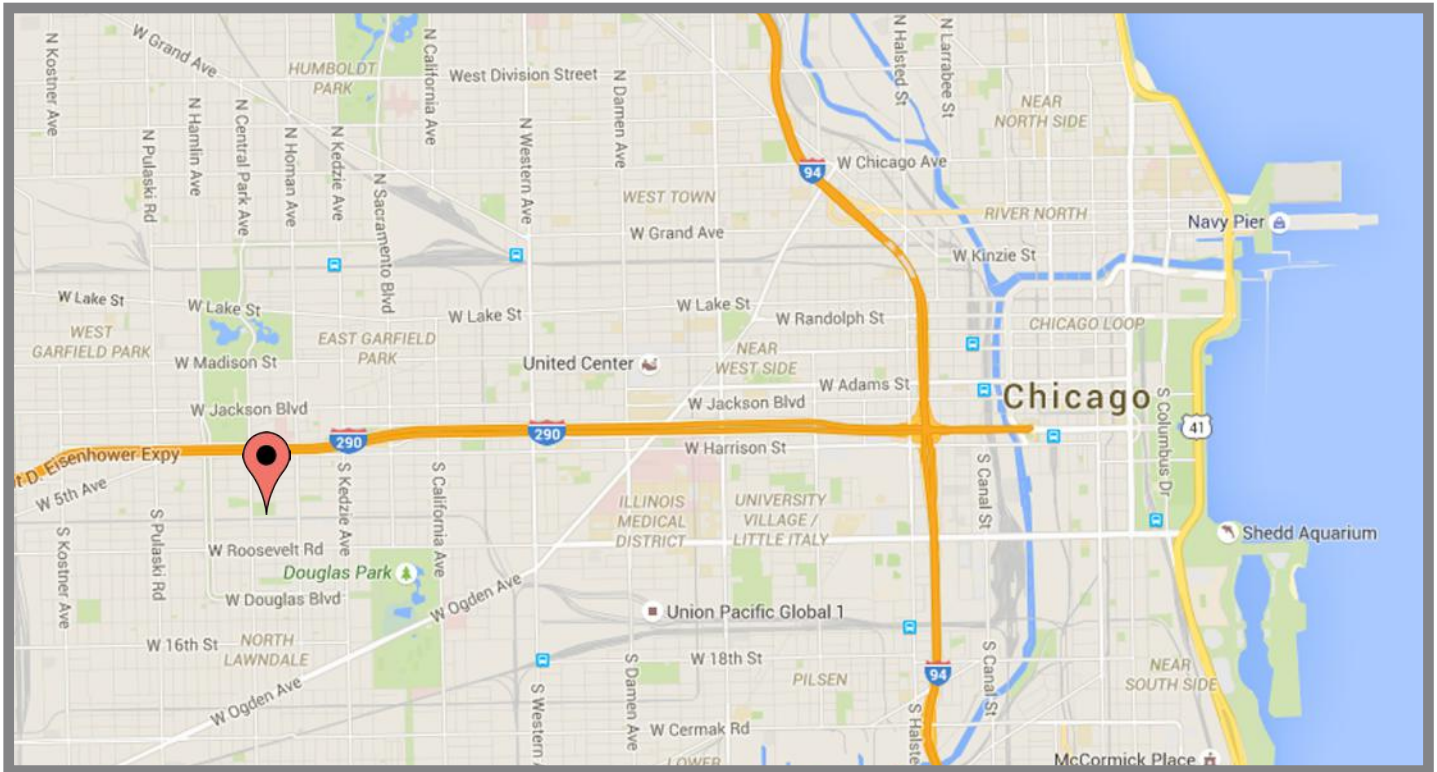 N Kostner Ave
W Grand Ave
HUMBOLDT
PARK
N California Ave
West Division Street
N Damen Ave
N Halsted St
N Larrabee St
NEAR
NORTH SIDE
N Pulaski Rd
N Hamlin Ave
N Central Park Ave
N Homan Ave
N Kedzie Ave
N Sacramento Blvd
N Western Ave
94
W Chicago Ave
WEST TOWN
RIVER NORTH
Navy Pier
W Grand Ave
W Kinzie St
W Lake St
W Lake St
W Lake St
W Lake St
W Randolph St
CHICAGO LOOP
WEST
GARFIELD PARK
EAST GARFIELD
PARK
W Madison St
United Center
NEAR
WEST SIDE
W Adams St
W Jackson Blvd
W Jackson Blvd
Chicago
S Columbus Dr
41
290
290
t D. Eisenhower Expy
W Harrison St
W 5th Ave
S Kostner Ave
S Pulaski Rd
S Kedzie Ave
S California Ave
ILLINOIS
MEDICAL
DISTRICT
UNIVERSITY
VILLAGE /
LITTLE ITALY
S Canal St
Shedd Aquarium
W Roosevelt Rd
Douglas Park
W Douglas Blvd
W Ogden Ave
Union Pacific Global 1
W 16th St
NORTH
LAWNDALE
W Ogden Ave
S Western A
S Damen Ave
W 18th St
PILSEN
94
S Canal St
NEAR
SOUTH SIDE
W Cermak Rd
S Halste
LOWER
McCormick Place